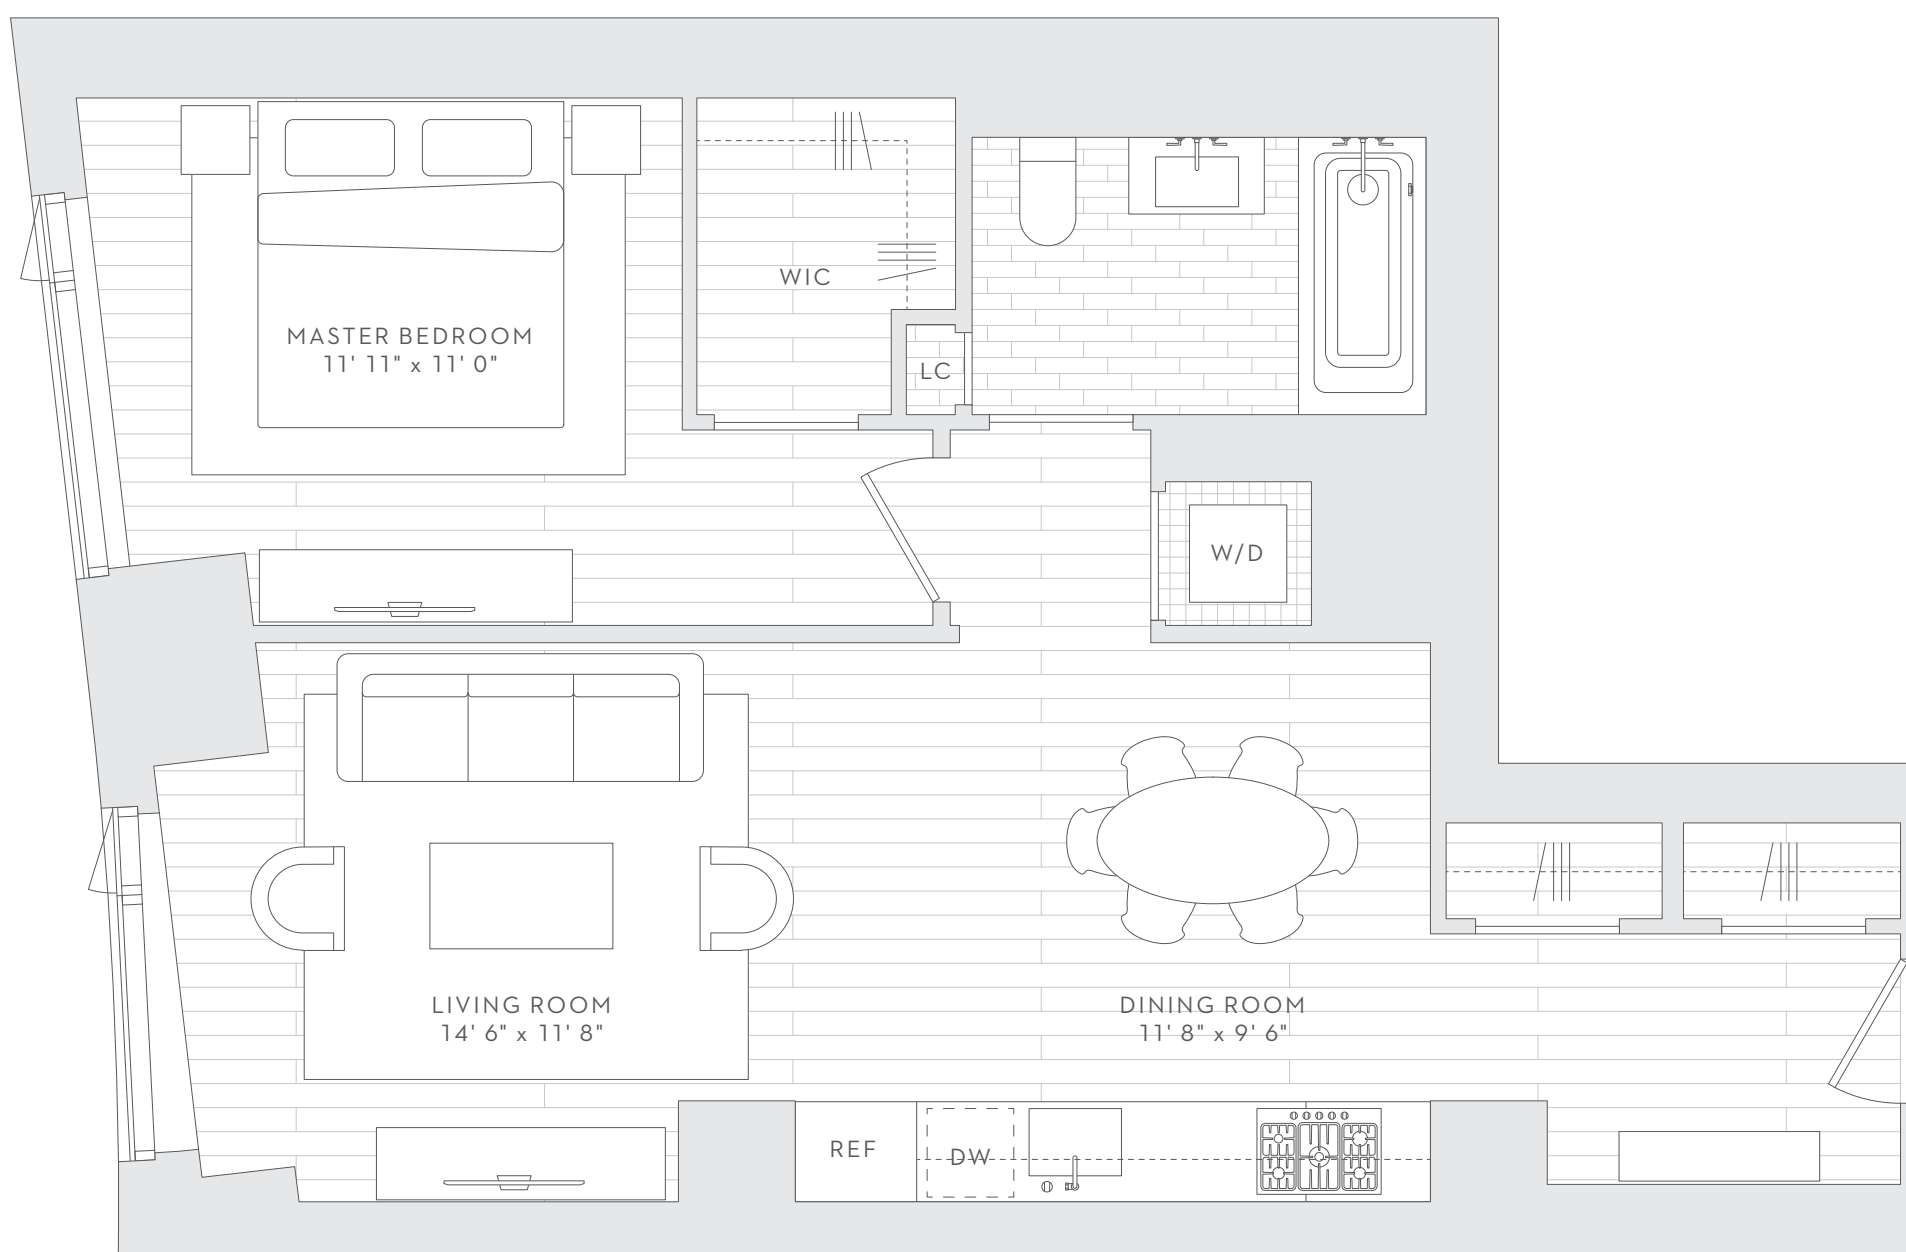 WIC
MASTER BEDROOM
11' 11" x 11' 0"
LC
W/D
LIVING ROOM
14' 6" x 11' 8"
DINING ROOM
11' 8" x 9' 6"
REF
DW